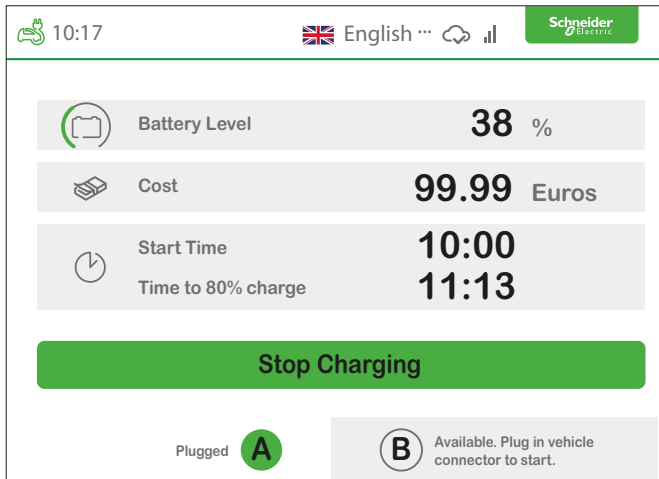 10:17 English ... Schneider Electric
Battery Level 38 %
Cost 99.99 Euros
Start Time 10:00
Time to 80% charge 11:13
Stop Charging
Plugged A
B Available. Plug in vehicle
connector to start.